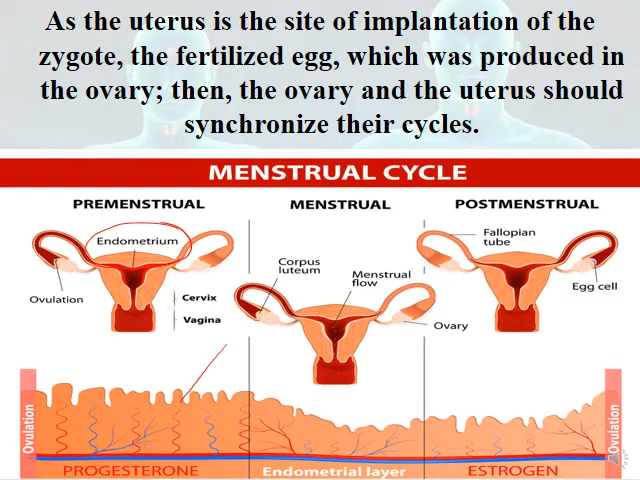 As the uterus is the site of implantation of the
zygote, the fertilized egg, which was produced in
the ovary; then, the ovary and the uterus should
synchronize their cycles.
MENSTRUAL CYCLE
PREMENSTRUAL
MENSTRUAL
POSTMENSTRUAL
Endometrium
Ovulation
Cervix
Vagina
Corpus
luteum
Menstrual
flow
Ovary
Fallopian
tube
Egg cell
Ovulation
PROGESTERONE
Endometrial layer
ESTROGEN
Ovulation